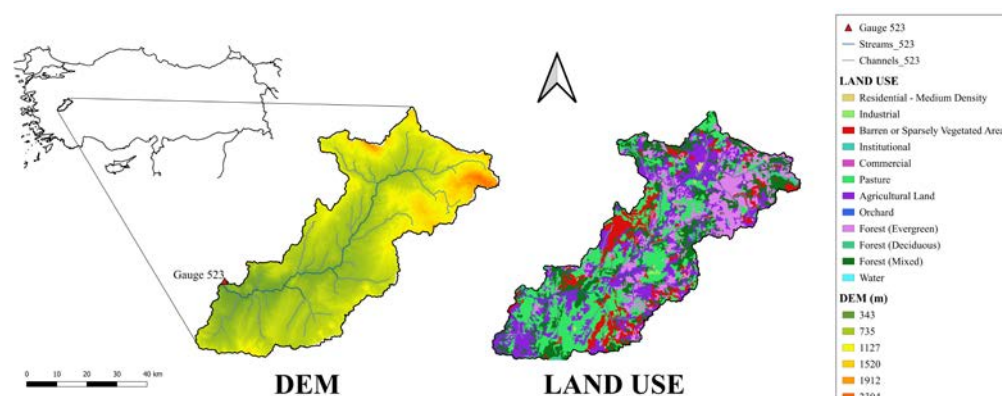 Gauge 523
0 10 20 30 40 km
DEM
LAND USE
Gauge 523
Streams_523
Channels_523
LAND USE
Residential - Medium Density
Industrial
Barren or Sparsely Vegetated Area
Institutional
Commercial
Pasture
Agricultural Land
Orchard
Forest (Evergreen)
Forest (Deciduous)
Forest (Mixed)
Water
DEM (m)
343
735
1127
1520
1912